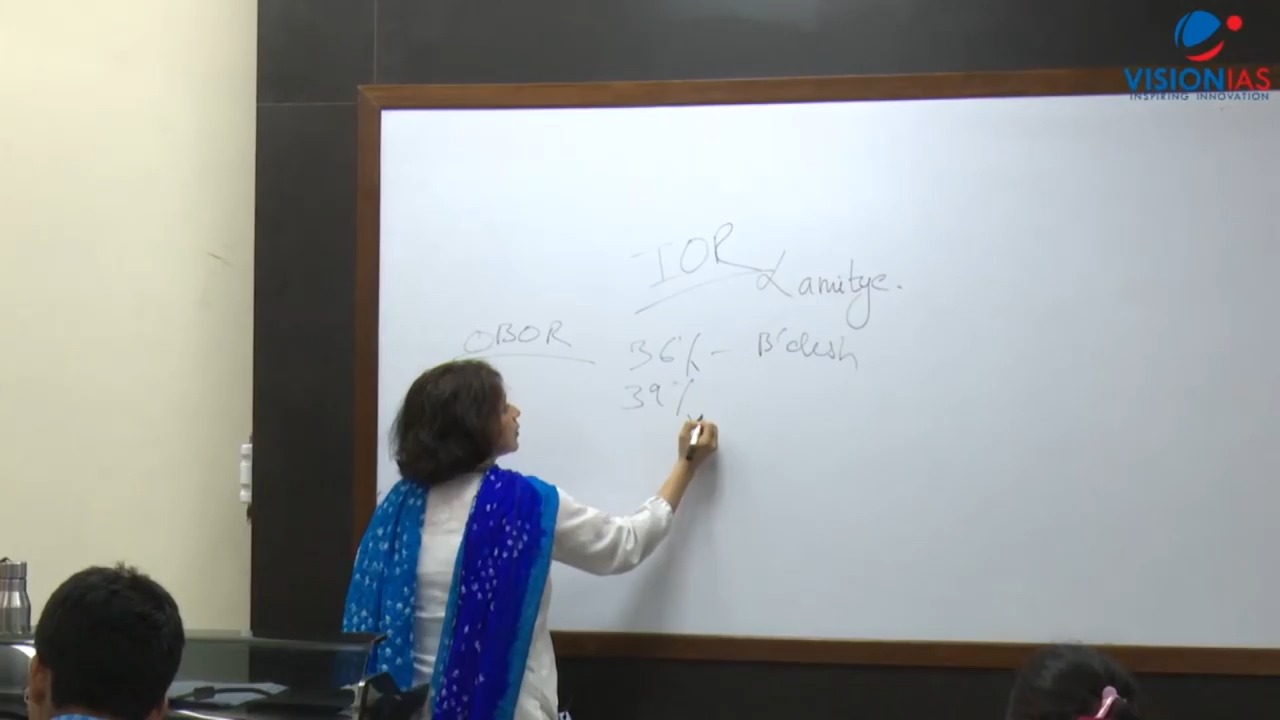 VISIONIAS
INSPIRING INNOVATION
IOR
Lamitye.
OBOR
36% - B'desh
39%